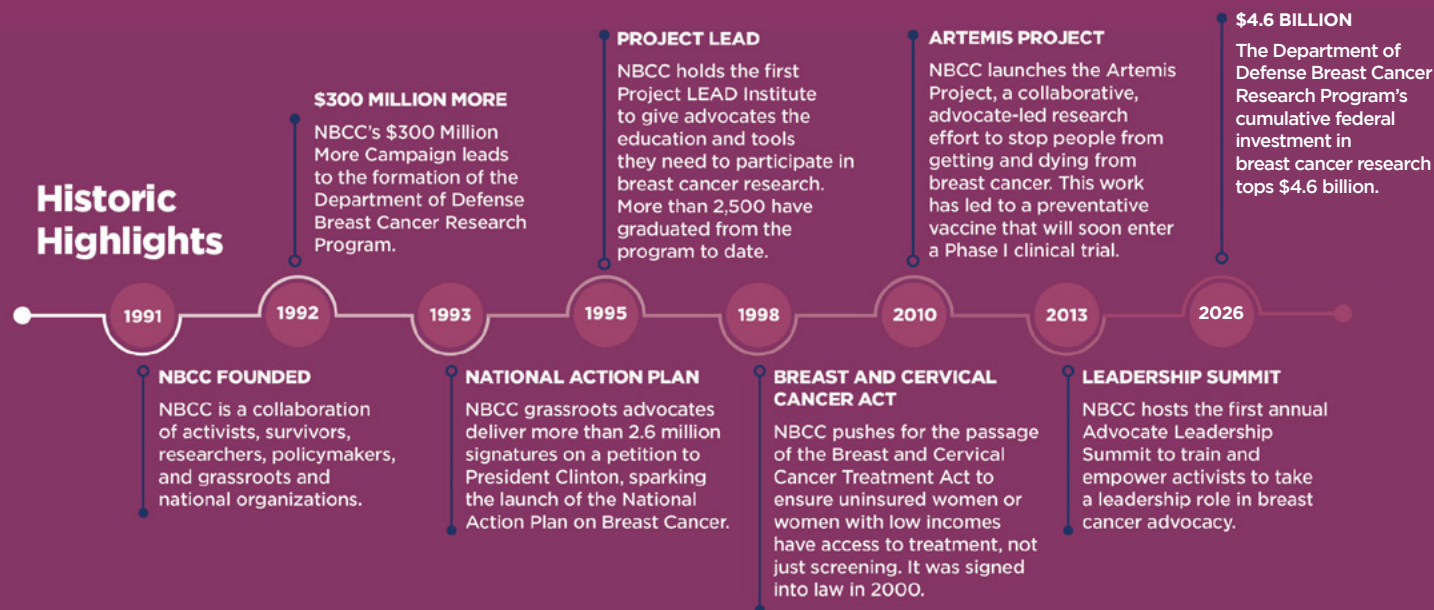 Historic
Highlights
1991
NBCC FOUNDED
NBCC is a collaboration
of activists, survivors,
researchers, policymakers,
and grassroots and
national organizations.
$300 MILLION MORE
NBCC's $300 Million
More Campaign leads
to the formation of the
Department of Defense
Breast Cancer Research
Program.
1992
1993
NATIONAL ACTION PLAN
NBCC grassroots advocates
deliver more than 2.6 million
signatures on a petition to
President Clinton, sparking
the launch of the National
Action Plan on Breast Cancer.
PROJECT LEAD
NBCC holds the first
Project LEAD Institute
to give advocates the
education and tools
they need to participate in
breast cancer research.
More than 2,500 have
graduated from the
program to date.
1995
1998
BREAST AND CERVICAL
CANCER ACT
NBCC pushes for the passage
of the Breast and Cervical
Cancer Treatment Act to
ensure uninsured women or
women with low incomes
have access to treatment, not
just screening. It was signed
into law in 2000.
ARTEMIS PROJECT
NBCC launches the Artemis
Project, a collaborative,
advocate-led research
effort to stop people from
getting and dying from
breast cancer. This work
has led to a preventative
vaccine that will soon enter
a Phase I clinical trial.
2010
2013
LEADERSHIP SUMMIT
NBCC hosts the first annual
Advocate Leadership
Summit to train and
empower activists to take
a leadership role in breast
cancer advocacy.
$4.6 BILLION
The Department of
Defense Breast Cancer
Research Program's
cumulative federal
investment in
breast cancer research
tops $4.6 billion.
2026